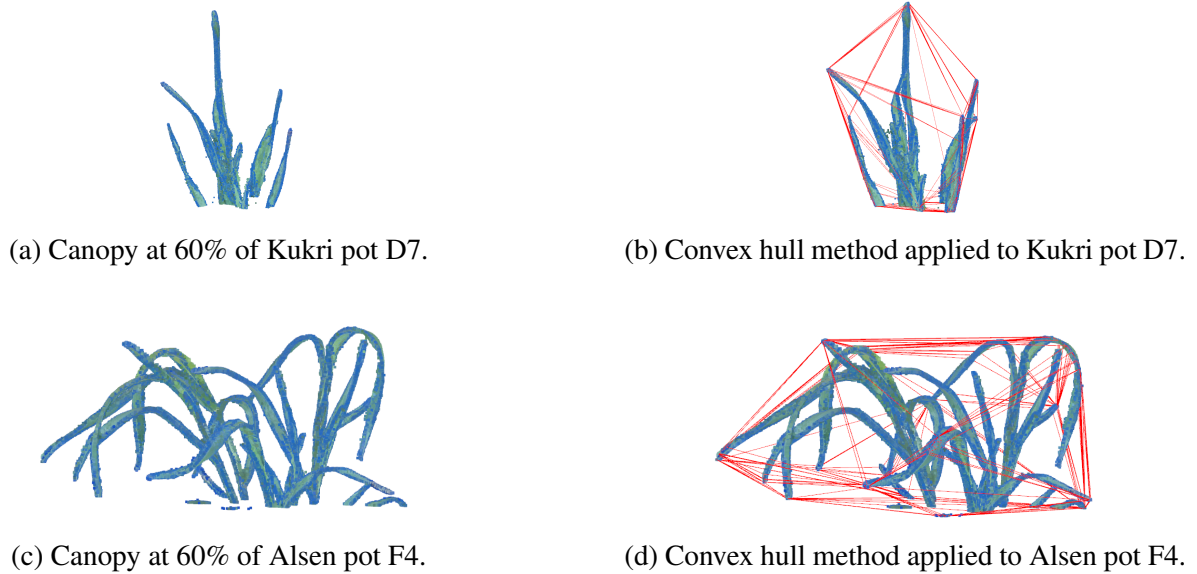 (a) Canopy at 60% of Kukri pot D7.
(b) Convex hull method applied to Kukri pot D7.
(c) Canopy at 60% of Alsen pot F4.
(d) Convex hull method applied to Alsen pot F4.